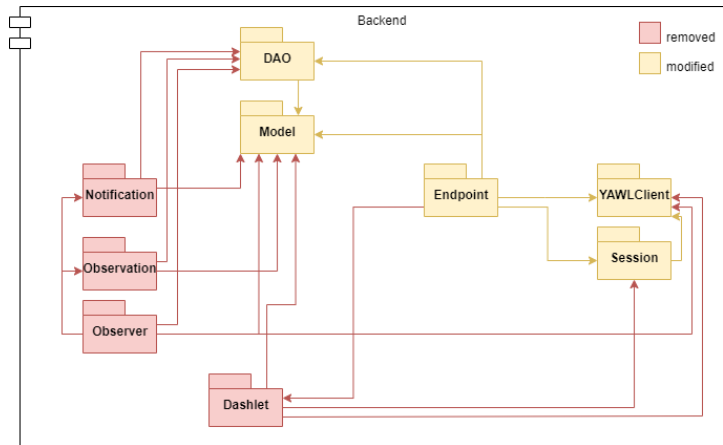 Backend
removed
modified
DAO
Model
Notification
Endpoint
YAWLClient
Observation
Session
Observer
Dashlet